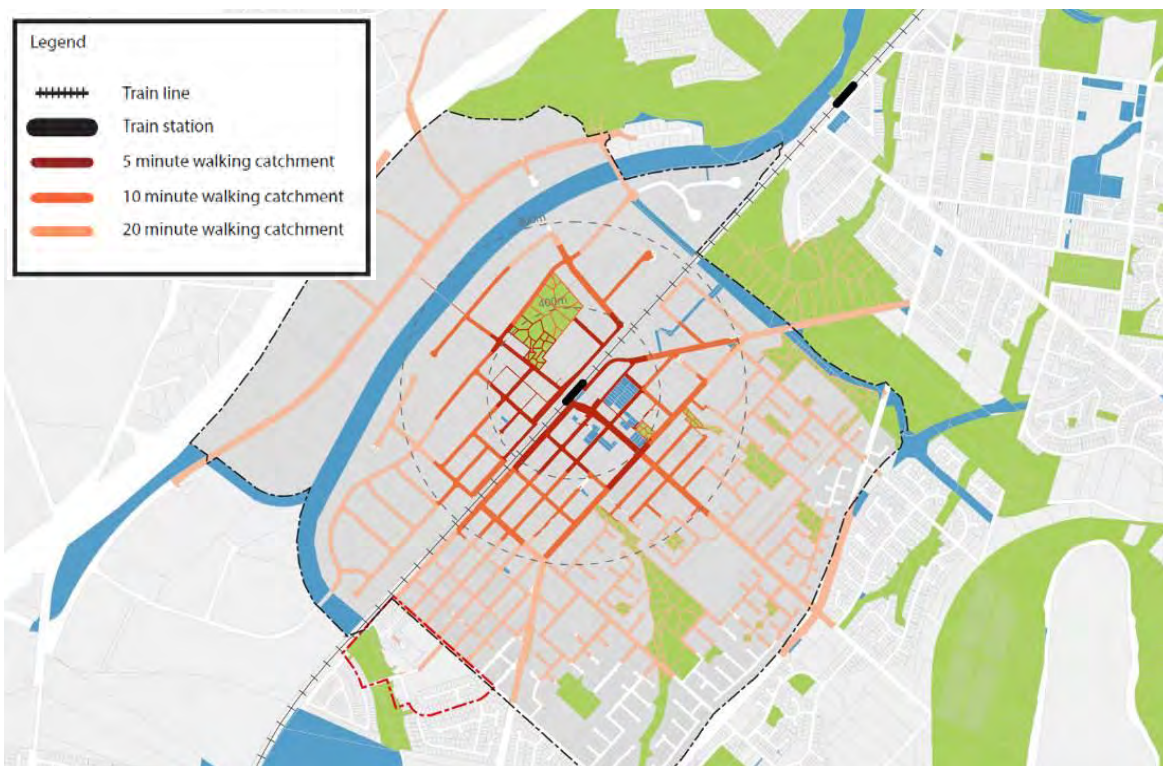 Legend
Train line
Train station
5 minute walking catchment
10 minute walking catchment
20 minute walking catchment
400m